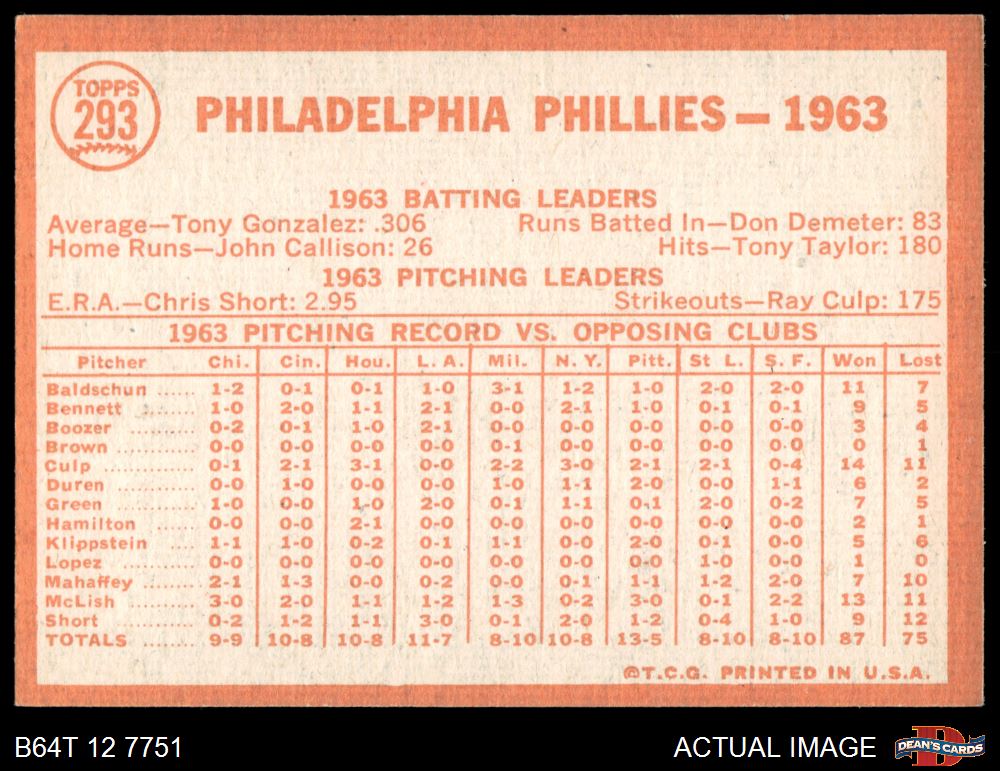 TOPPS
293
PHILADELPHIA PHILLIES — 1963
1963 BATTING LEADERS
Average—Tony Gonzalez: .306 Runs Batted In—Don Demeter: 83
Home Runs—John Callison: 26 Hits—Tony Taylor: 180
1963 PITCHING LEADERS
E.R.A.—Chris Short: 2.95 Strikeouts—Ray Culp: 175
1963 PITCHING RECORD VS. OPPOSING CLUBS
Pitcher Chi. Cin. Hou. L. A. Mil. N. Y. Pitt. St L. S. F. Won Lost
Baldschun ...... 1-2 0-1 0-1 1-0 3-1 1-2 1-0 2-0 2-0 11 7
Bennett .......... 1-0 2-0 1-1 2-1 0-0 2-1 1-0 0-1 0-1 9 5
Boozer .......... 0-2 0-1 1-0 2-1 0-0 0-0 0-0 0-0 0-0 3 4
Brown ............ 0-0 0-0 0-0 0-0 0-1 0-0 0-0 0-0 0-0 0 1
Culp .............. 0-1 2-1 3-1 0-0 2-2 3-0 2-1 2-1 0-4 14 11
Duren ............ 0-0 1-0 0-0 0-0 1-0 1-1 2-0 0-0 1-1 6 2
Green ............ 1-0 0-0 1-0 2-0 0-1 1-1 0-1 2-0 0-2 7 5
Hamilton ........ 0-0 0-0 2-1 0-0 0-0 0-0 0-0 0-0 0-0 2 1
Klippstein .... 1-1 1-0 0-2 0-1 1-1 0-0 2-0 0-1 0-0 5 6
Lopez ............ 0-0 0-0 0-0 0-0 0-0 0-0 0-0 1-0 0-0 1 0
Mahaffey ........ 2-1 1-3 0-0 0-2 0-0 0-1 1-1 1-2 2-0 7 10
McLish .......... 3-0 2-0 1-1 1-2 1-3 0-2 3-0 0-1 2-2 13 11
Short ............ 0-2 1-2 1-1 3-0 0-1 2-0 1-2 0-4 1-0 9 12
TOTALS ........ 9-9 10-8 10-8 11-7 8-10 10-8 13-5 8-10 8-10 87 75
©T.C.G. PRINTED IN U.S.A.
B64T 12 7751 ACTUAL IMAGE D DEAN'S CARDS